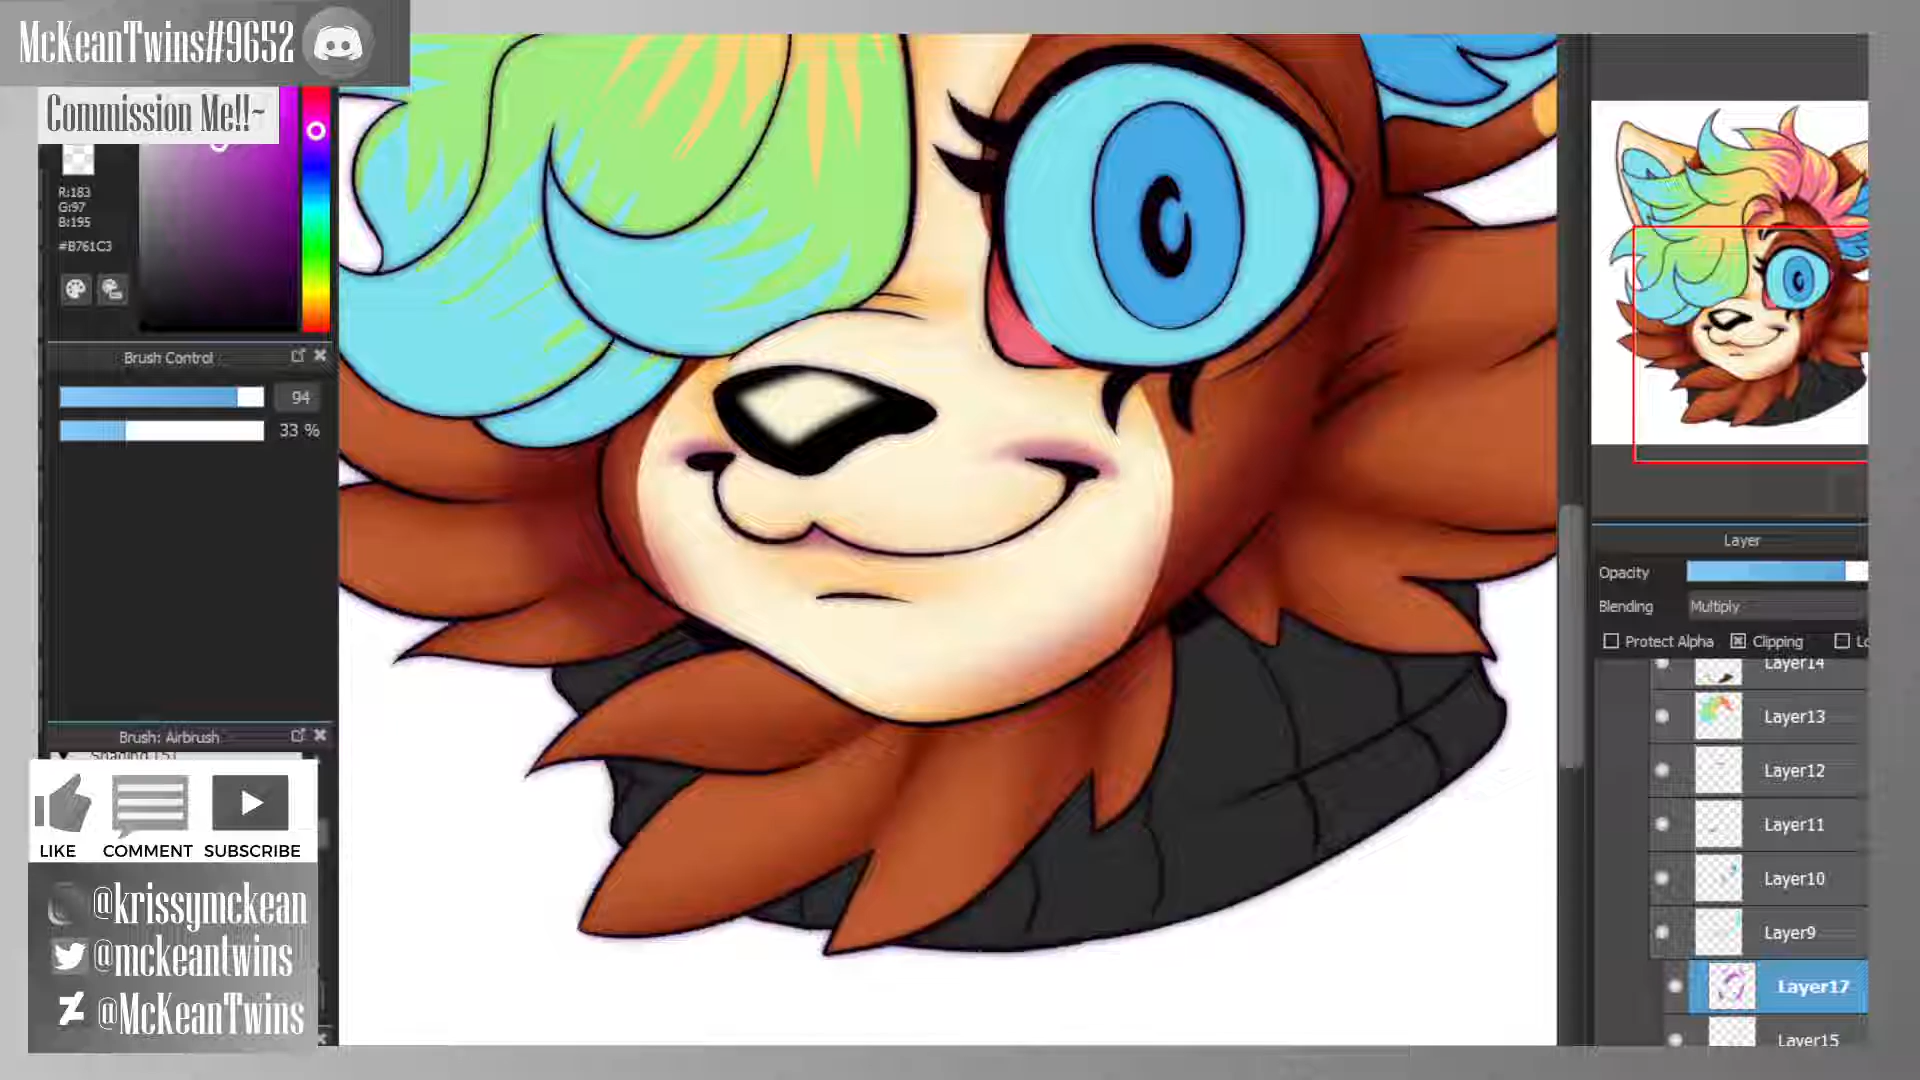 McKeanTwins#9652
Commission Me!!~
R:183
G:97
B:195
#B761C3
Brush Control
94
33 %
Brush: Airbrush
LIKE
COMMENT
SUBSCRIBE
@krissymckean
@mckeantwins
@McKeanTwins
Layer
Opacity
Blending
Multiply
Protect Alpha
Clipping
Lo
Layer14
Layer13
Layer12
Layer11
Layer10
Layer9
Layer17
Layer15